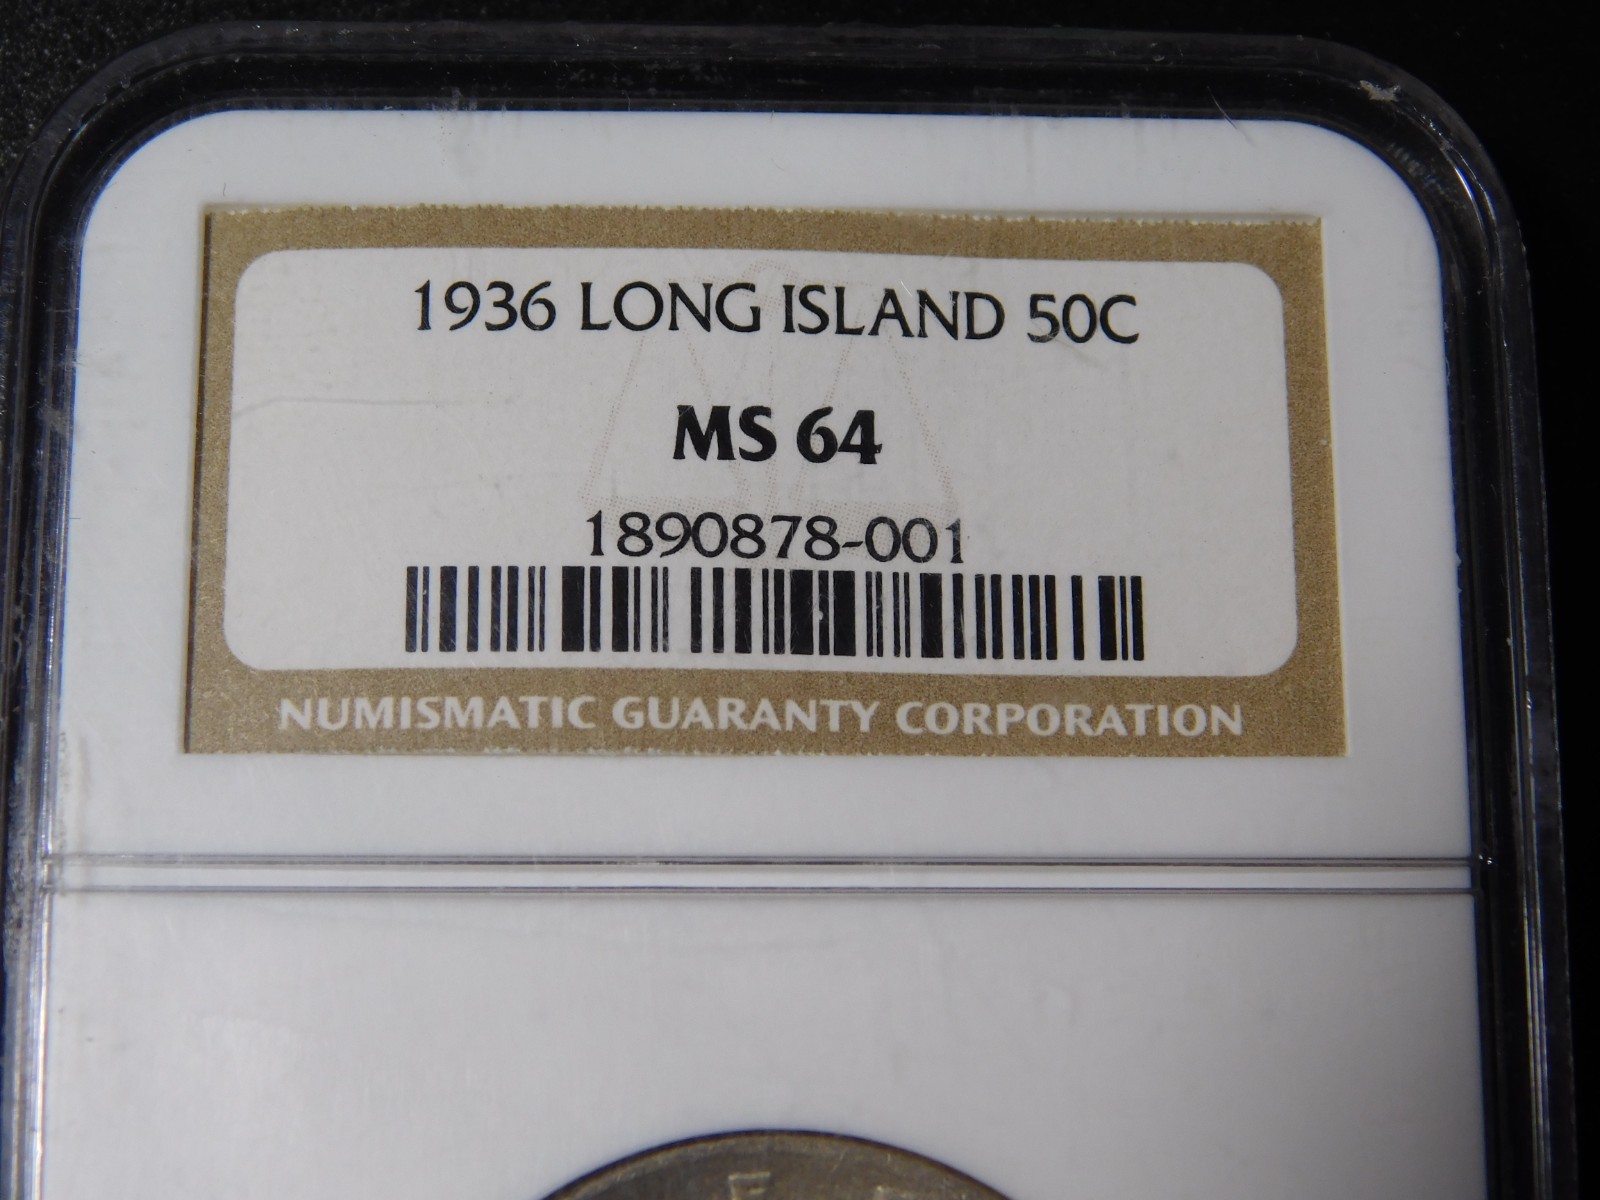 1936 LONG ISLAND 50C
MS 64
1890878-001
NUMISMATIC GUARANTY CORPORATION